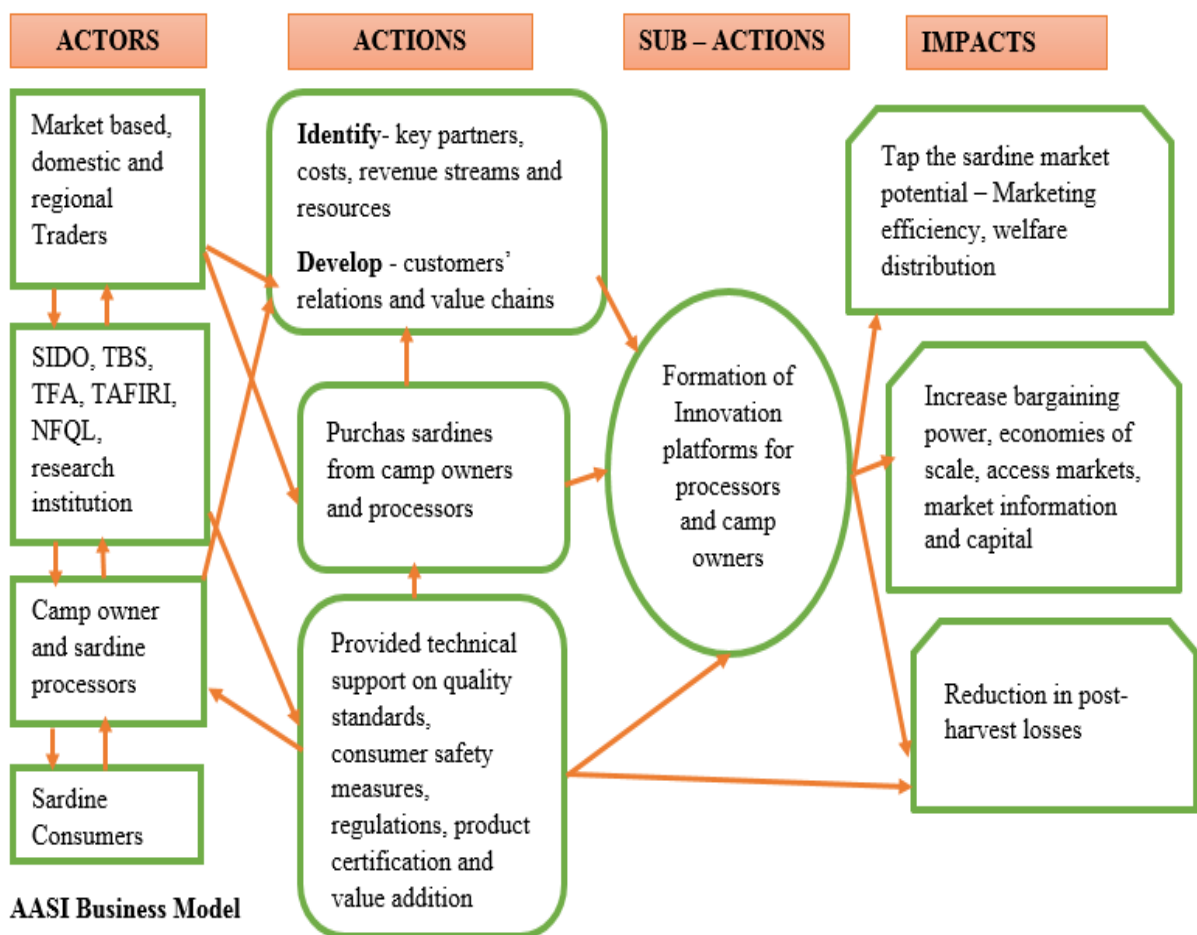 ACTORS
ACTIONS
SUB – ACTIONS
IMPACTS
Market based,
domestic and
regional
Traders
SIDO, TBS,
TFA, TAFIRI,
NFQL,
research
institution
Camp owner
and sardine
processors
Sardine
Consumers
Identify- key partners,
costs, revenue streams and
resources
Develop - customers’
relations and value chains
Purchas sardines
from camp owners
and processors
Provided technical
support on quality
standards,
consumer safety
measures,
regulations, product
certification and
value addition
Formation of
Innovation
platforms for
processors
and camp
owners
Tap the sardine market
potential – Marketing
efficiency, welfare
distribution
Increase bargaining
power, economies of
scale, access markets,
market information
and capital
Reduction in post-
harvest losses
AASI Business Model